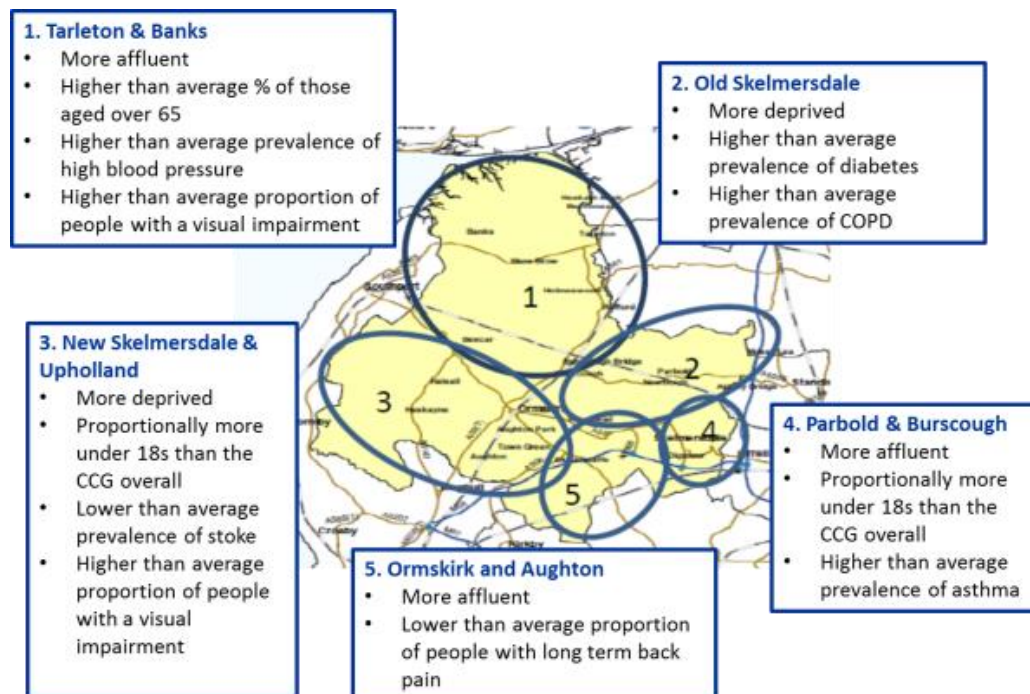 1. Tarleton & Banks
• More affluent
• Higher than average % of those
aged over 65
• Higher than average prevalence of
high blood pressure
• Higher than average proportion of
people with a visual impairment
2. Old Skelmersdale
• More deprived
• Higher than average
prevalence of diabetes
• Higher than average
prevalence of COPD
Banks
Southport
1
2
3
4
5
Aughton Park
Town Green
Aughton
3. New Skelmersdale &
Upholland
• More deprived
• Proportionally more
under 18s than the
CCG overall
• Lower than average
prevalence of stoke
• Higher than average
proportion of people
with a visual
impairment
4. Parbold & Burscough
• More affluent
• Proportionally more
under 18s than the
CCG overall
• Higher than average
prevalence of asthma
5. Ormskirk and Aughton
• More affluent
• Lower than average proportion
of people with long term back
pain